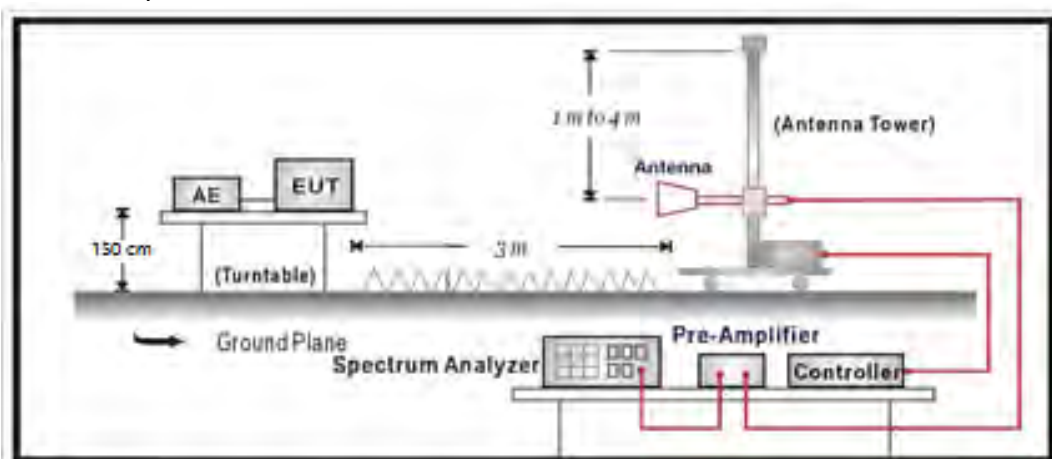 1 m to 4 m
(Antenna Tower)
Antenna
AE
EUT
150 cm
3 m
(Turntable)
Ground Plane
Pre-Amplifier
Spectrum Analyzer
Controller